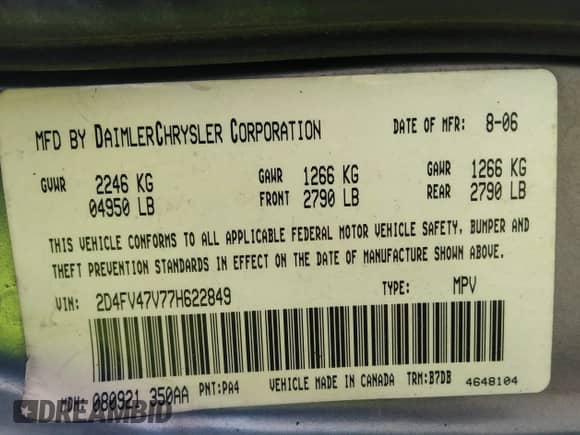 MFD BY DAIMLERCHRYSLER CORPORATION DATE OF MFR: 8-06
GVWR 2246 KG GAWR 1266 KG GAWR 1266 KG
04950 LB FRONT 2790 LB REAR 2790 LB
THIS VEHICLE CONFORMS TO ALL APPLICABLE FEDERAL MOTOR VEHICLE SAFETY, BUMPER AND
THEFT PREVENTION STANDARDS IN EFFECT ON THE DATE OF MANUFACTURE SHOWN ABOVE.
VIN: 2D4FV47V77H622849 TYPE: MPV
MDH: 080921 350AA PNT:PA4 VEHICLE MADE IN CANADA TRM:B7DB 4648104
DREAMBID